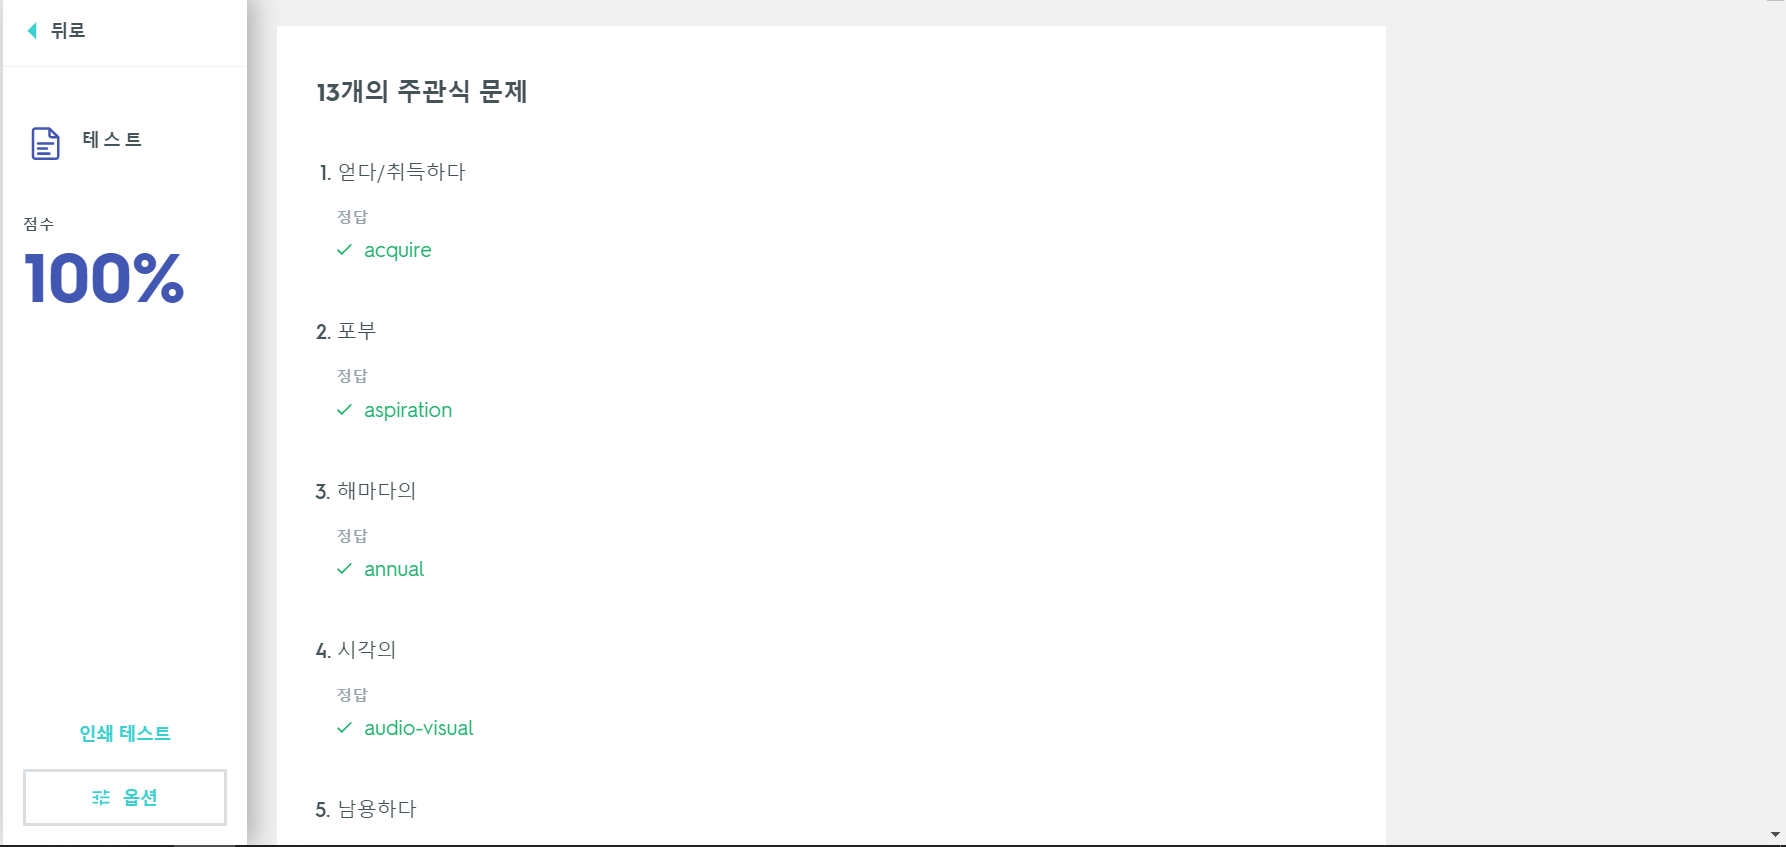 뒤로
테스트
점수
100%
인쇄 테스트
옵션
13개의 주관식 문제
1. 얻다/취득하다
정답
acquire
2. 포부
정답
aspiration
3. 해마다의
정답
annual
4. 시각의
정답
audio-visual
5. 남용하다